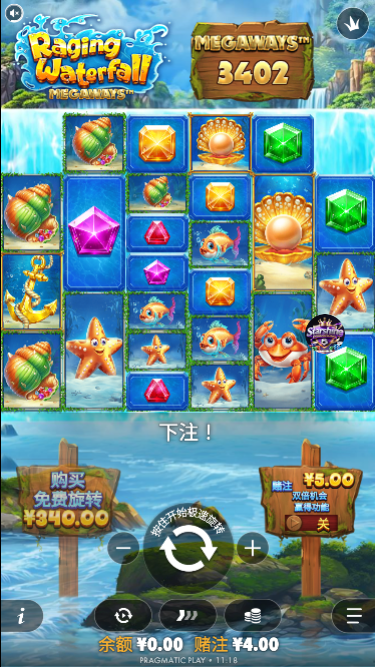 Raging
Waterfall
MEGAWAYS™
MEGAWAYS™
3402
Starshine
下注！
购买
免费旋转
¥340.00
赌注
¥5.00
双倍机会
赢得功能
关
按住开始极速旋转
余额 ¥0.00 赌注 ¥4.00
PRAGMATIC PLAY • 11:18